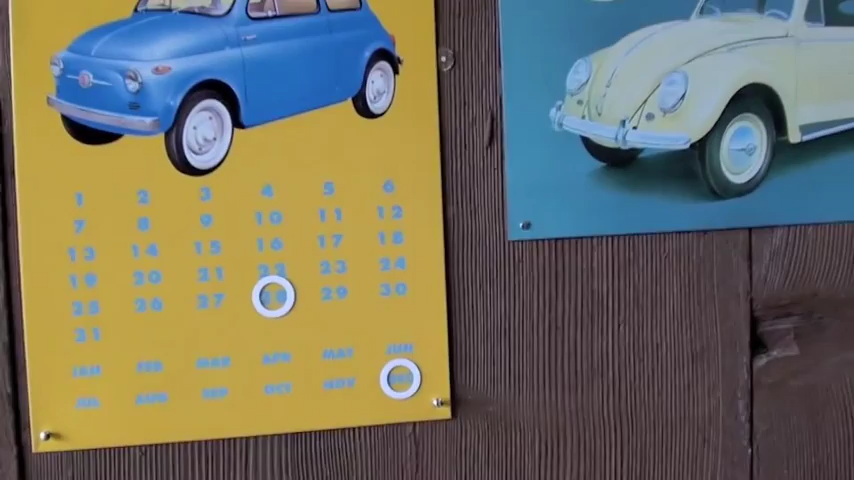 1 2 3 4 5 6
7 8 9 10 11 12
13 14 15 16 17 18
19 20 21 22 23 24
25 26 27 28 29 30
31
JAN FEB MAR APR MAY JUN
JUL AUG SEP OCT NOV DEC